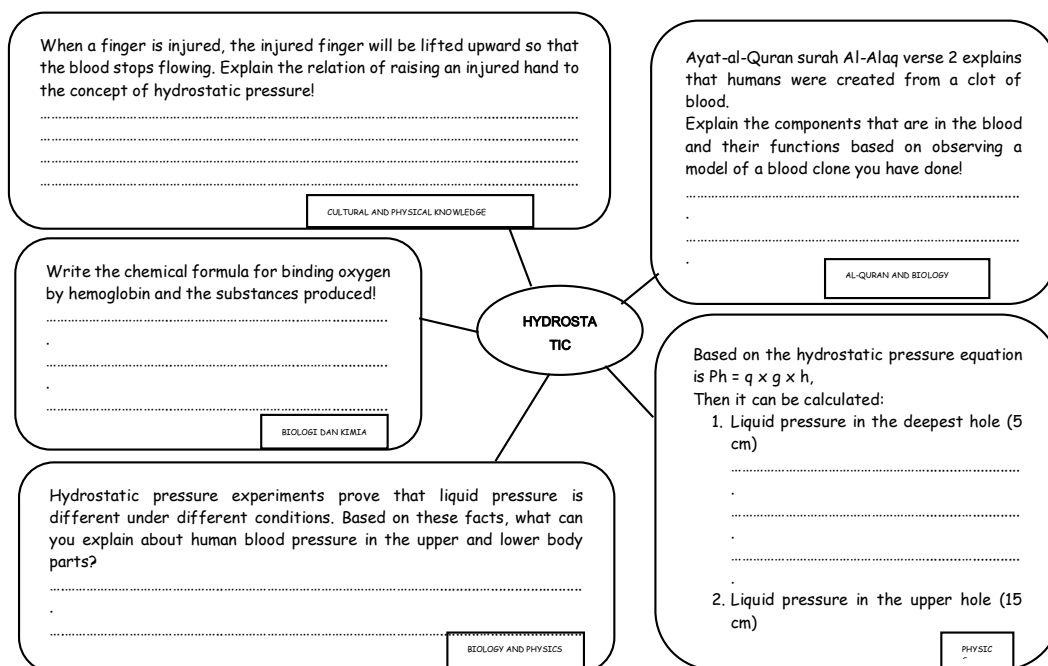 When a finger is injured, the injured finger will be lifted upward so that
the blood stops flowing. Explain the relation of raising an injured hand to
the concept of hydrostatic pressure!
CULTURAL AND PHYSICAL KNOWLEDGE
Ayat-al-Quran surah Al-Alaq verse 2 explains
that humans were created from a clot of
blood.
Explain the components that are in the blood
and their functions based on observing a
model of a blood clone you have done!
AL-QURAN AND BIOLOGY
Write the chemical formula for binding oxygen
by hemoglobin and the substances produced!
BIOLOGI DAN KIMIA
HYDROSTA
TIC
Based on the hydrostatic pressure equation
is Ph = q x g x h,
Then it can be calculated:
1. Liquid pressure in the deepest hole (5
cm)
2. Liquid pressure in the upper hole (15
cm)
PHYSIC
Hydrostatic pressure experiments prove that liquid pressure is
different under different conditions. Based on these facts, what can
you explain about human blood pressure in the upper and lower body
parts?
BIOLOGY AND PHYSICS